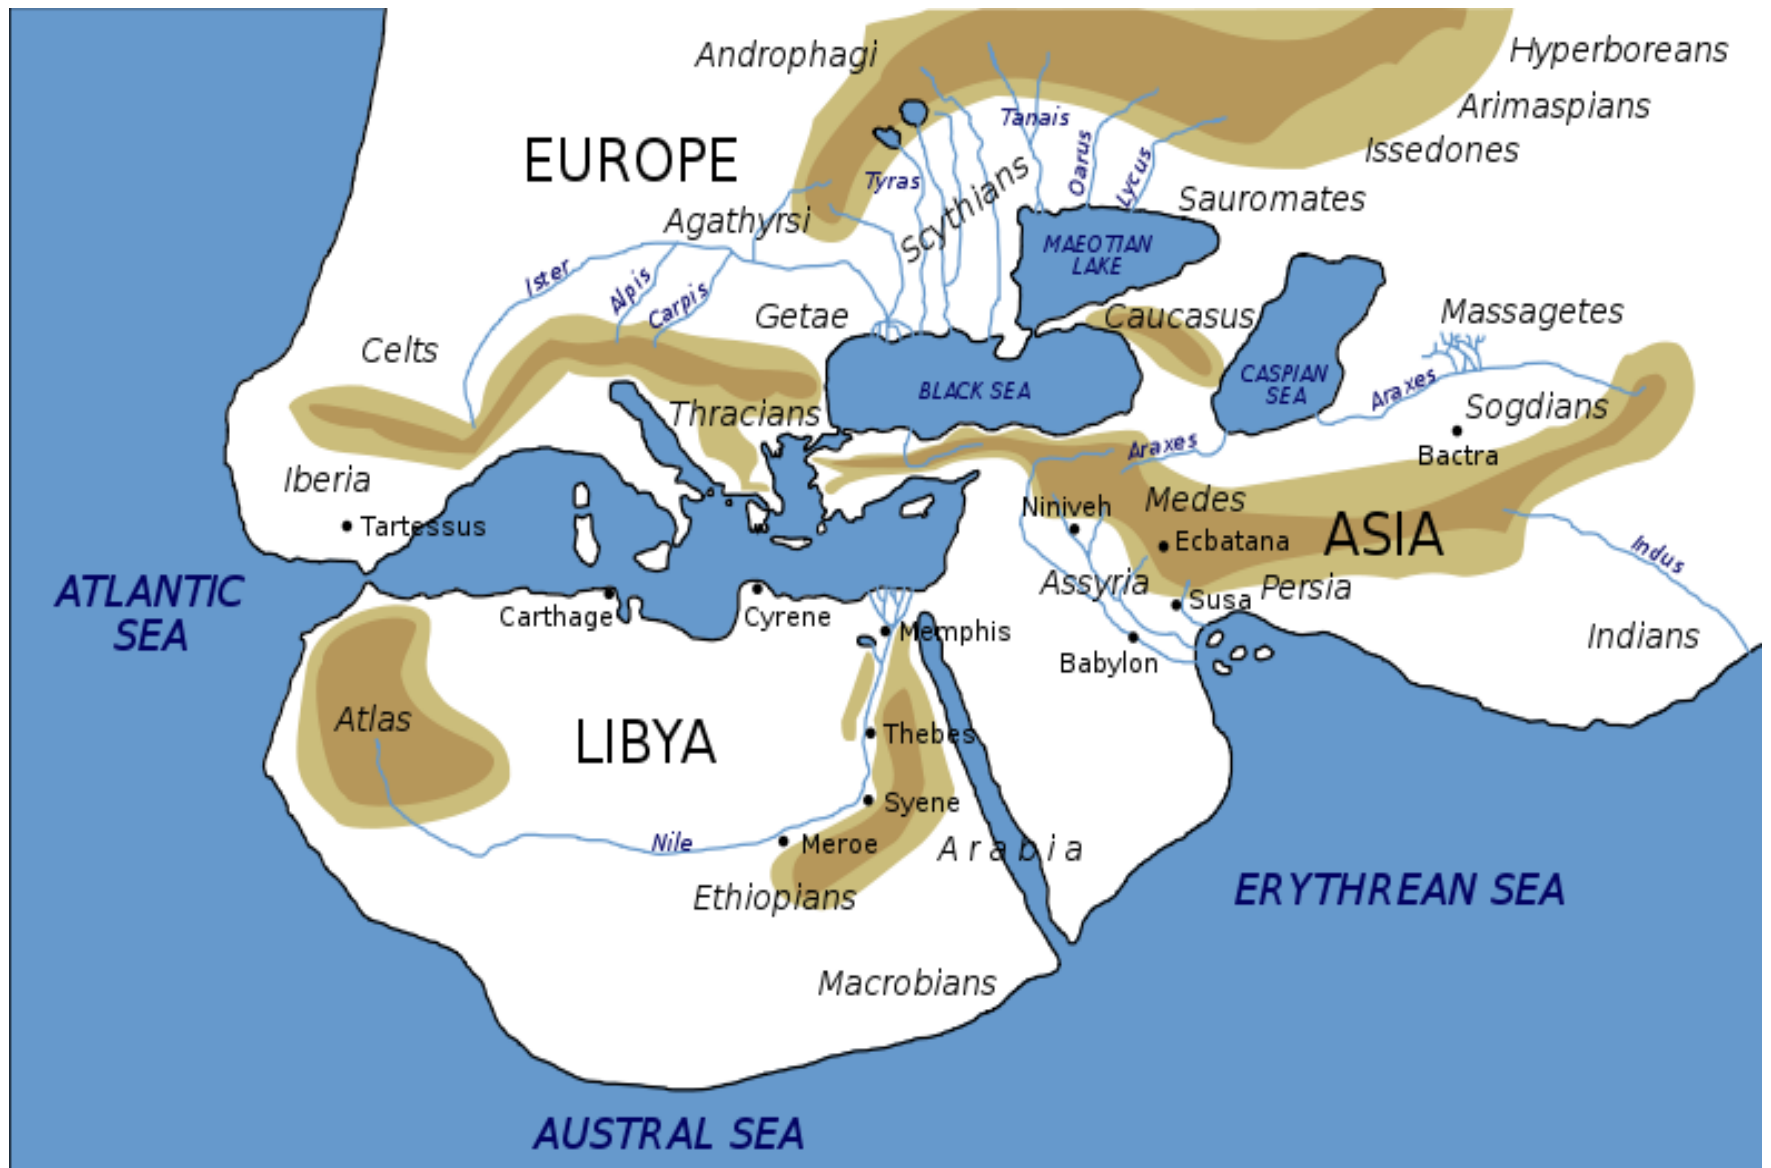 Androphagi
Hyperboreans
Arimaspians
Issedones
EUROPE
Tanais
Oarus
Lycus
Tyras
Scythians
Sauromates
Agathyrsi
MAEOTIAN
LAKE
Ister
Alpis
Carpis
Getae
Caucasus
Massagetes
Celts
BLACK SEA
CASPIAN
SEA
Araxes
Sogdians
Thracians
Araxes
Bactra
Iberia
Tartessus
Niniveh
Medes
Ecbatana
ASIA
Indus
ATLANTIC
SEA
Carthage
Cyrene
Assyria
Susa
Persia
Memphis
Babylon
Indians
Atlas
LIBYA
Thebes
Syene
Nile
Meroe
Arabia
Ethiopians
ERYTHREAN SEA
Macrobians
AUSTRAL SEA